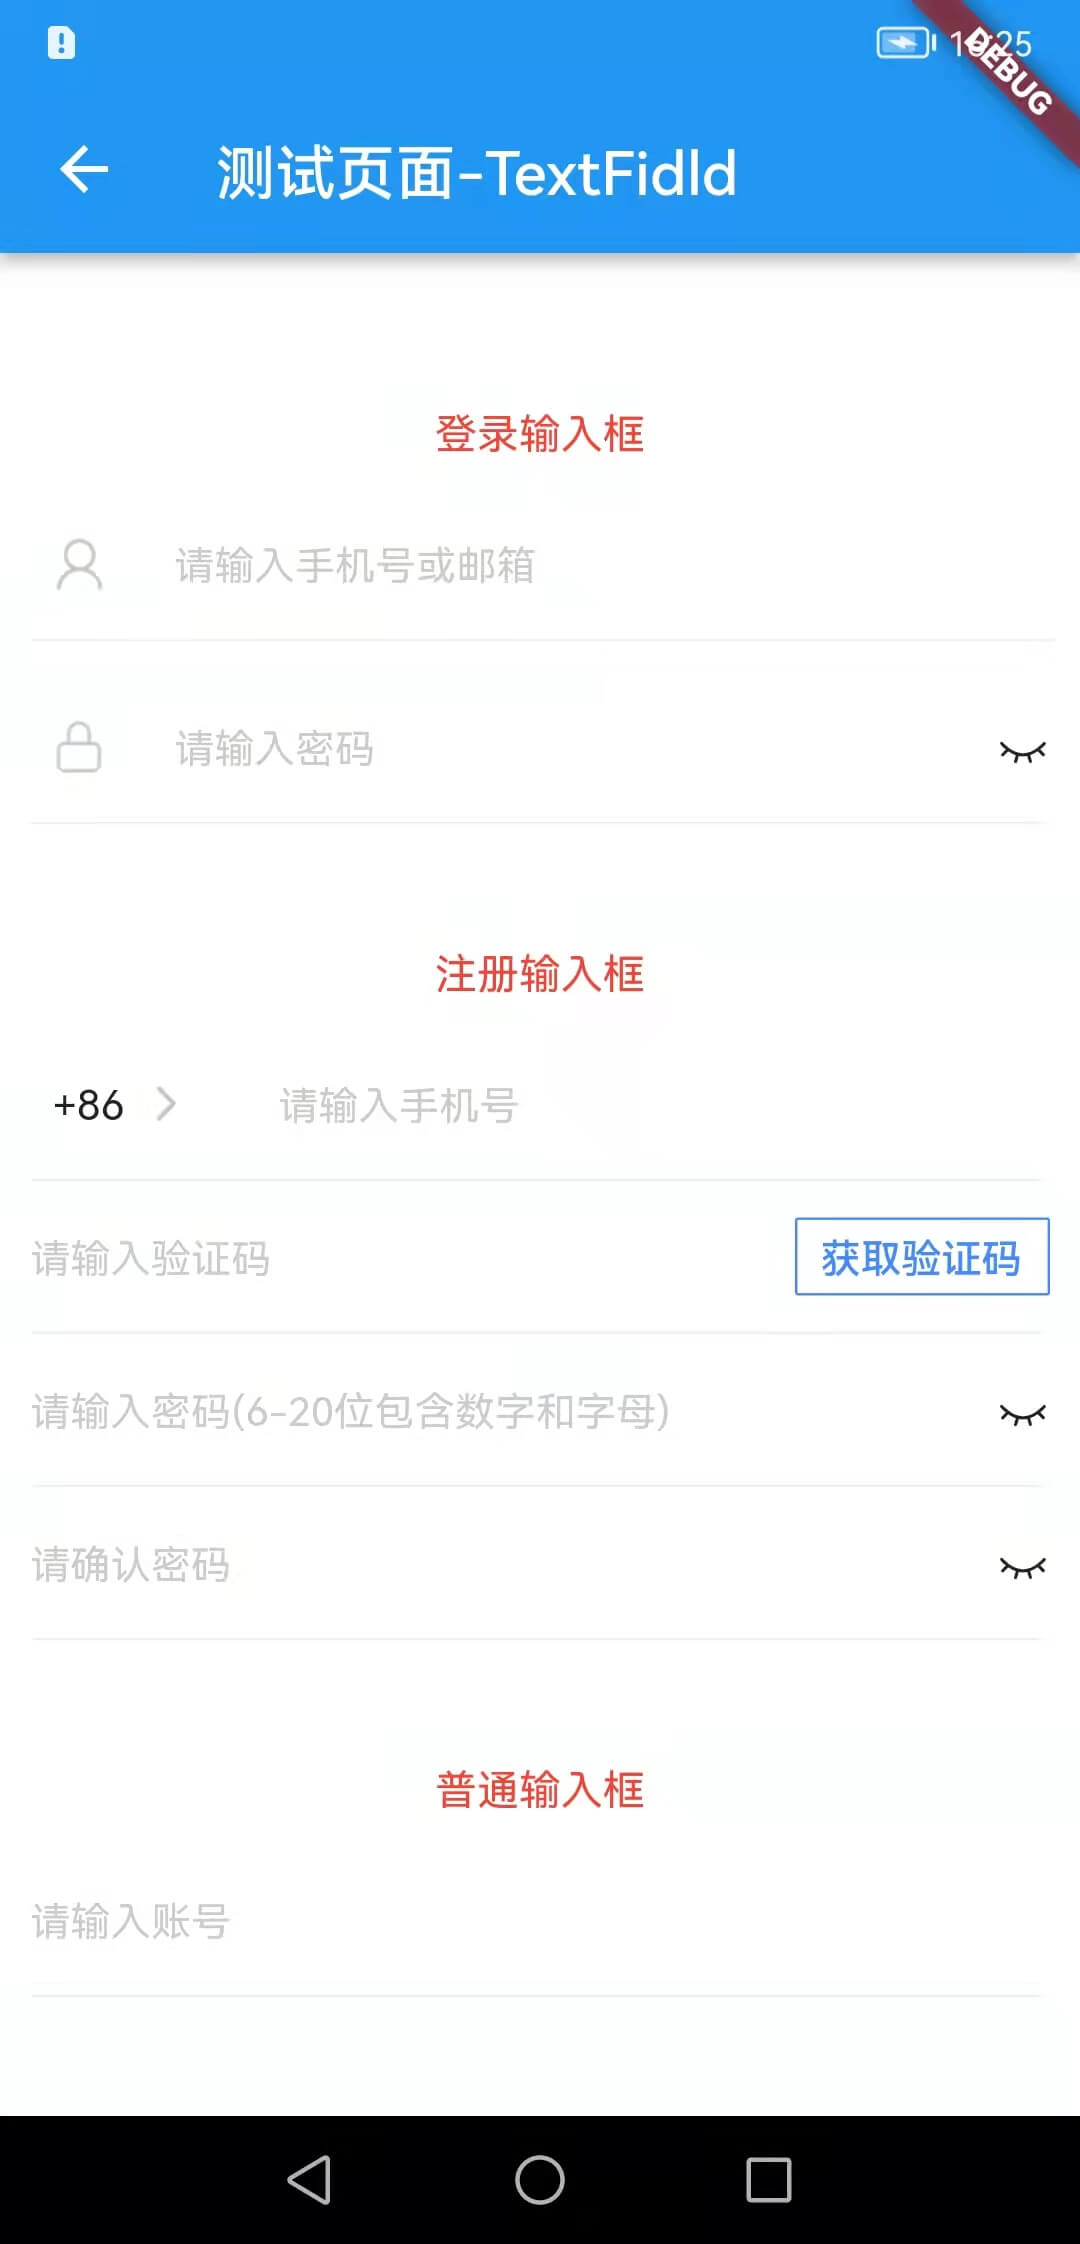 DEBUG
测试页面-TextFidld
登录输入框
请输入手机号或邮箱
请输入密码
注册输入框
+86 请输入手机号
请输入验证码 获取验证码
请输入密码(6-20位包含数字和字母)
请确认密码
普通输入框
请输入账号